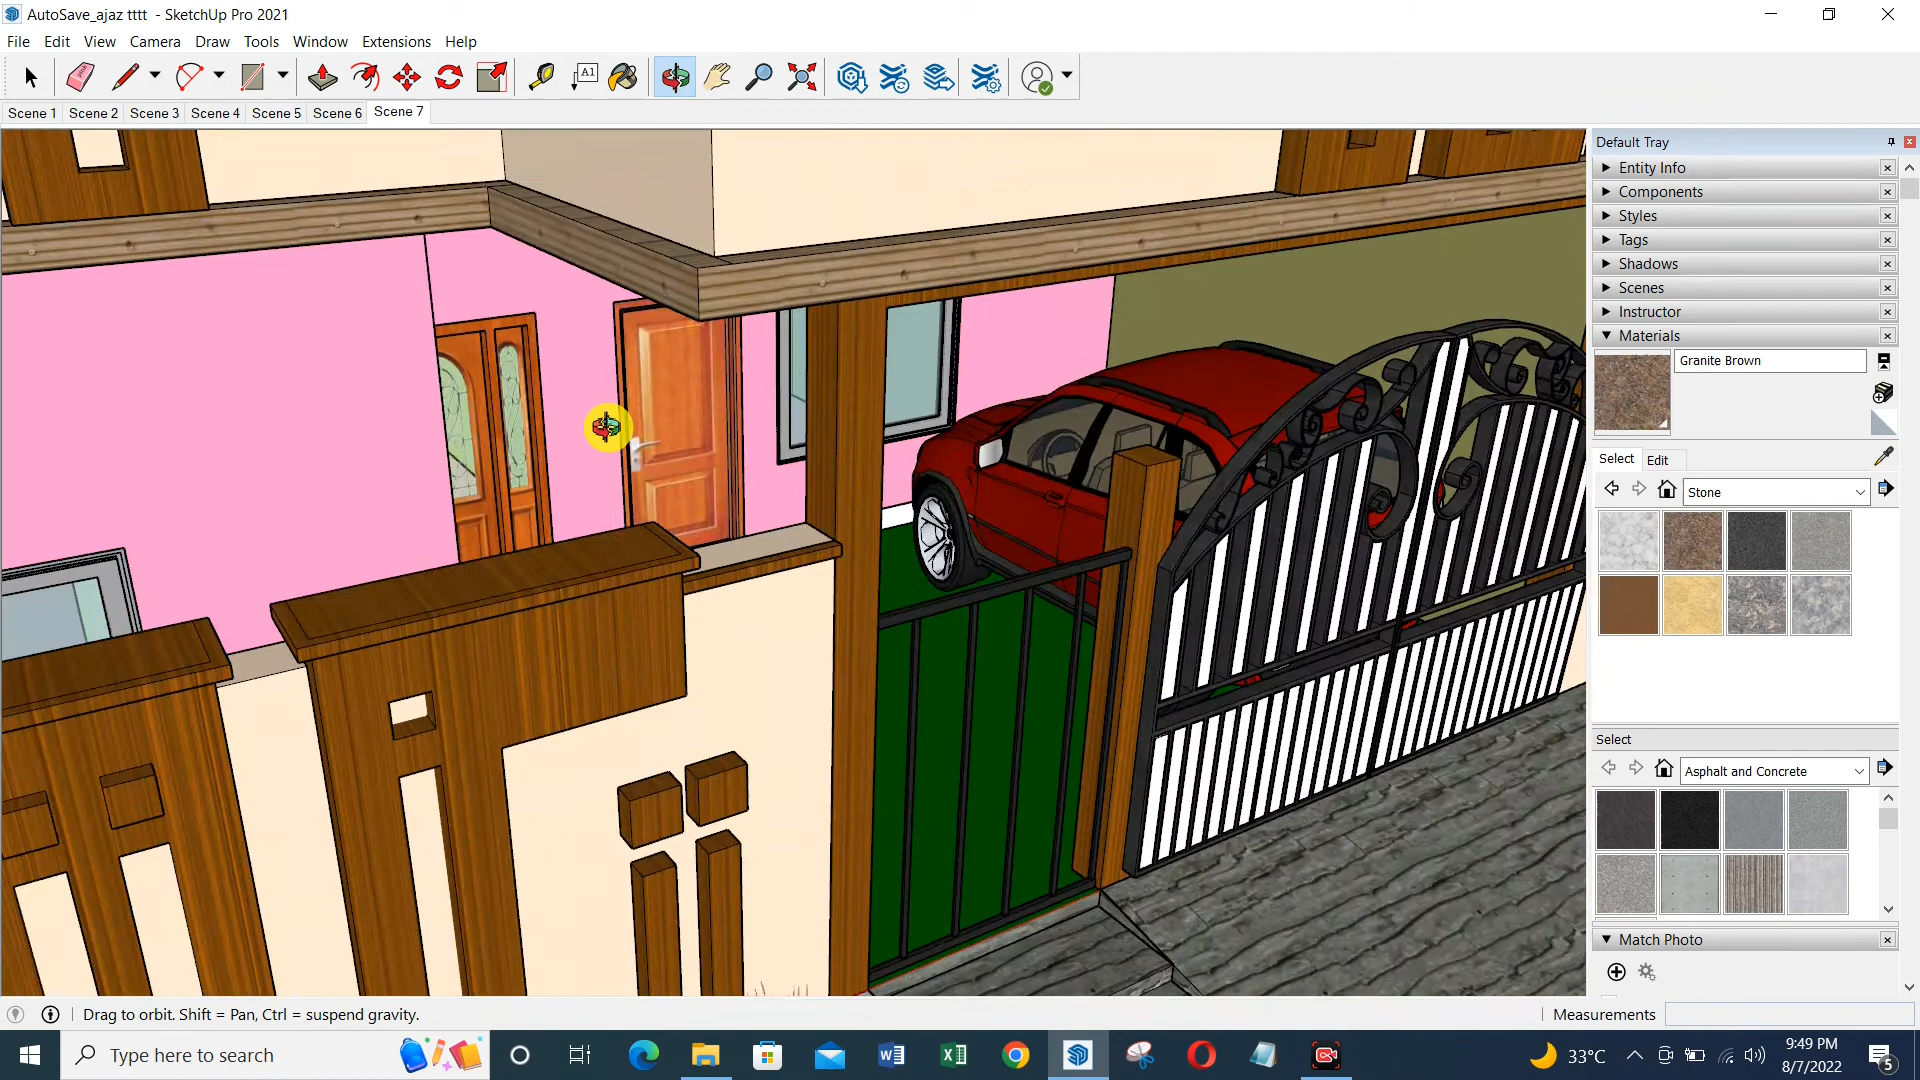 AutoSave_ajaz tttt - SketchUp Pro 2021
File Edit View Camera Draw Tools Window Extensions Help
A1
Scene 1 Scene 2 Scene 3 Scene 4 Scene 5 Scene 6 Scene 7
Default Tray
Entity Info
Components
Styles
Tags
Shadows
Scenes
Instructor
Materials
Granite Brown
Select Edit
Stone
Select
Asphalt and Concrete
Match Photo
Drag to orbit. Shift = Pan, Ctrl = suspend gravity.
Measurements
Type here to search
33°C
9:49 PM
8/7/2022
5